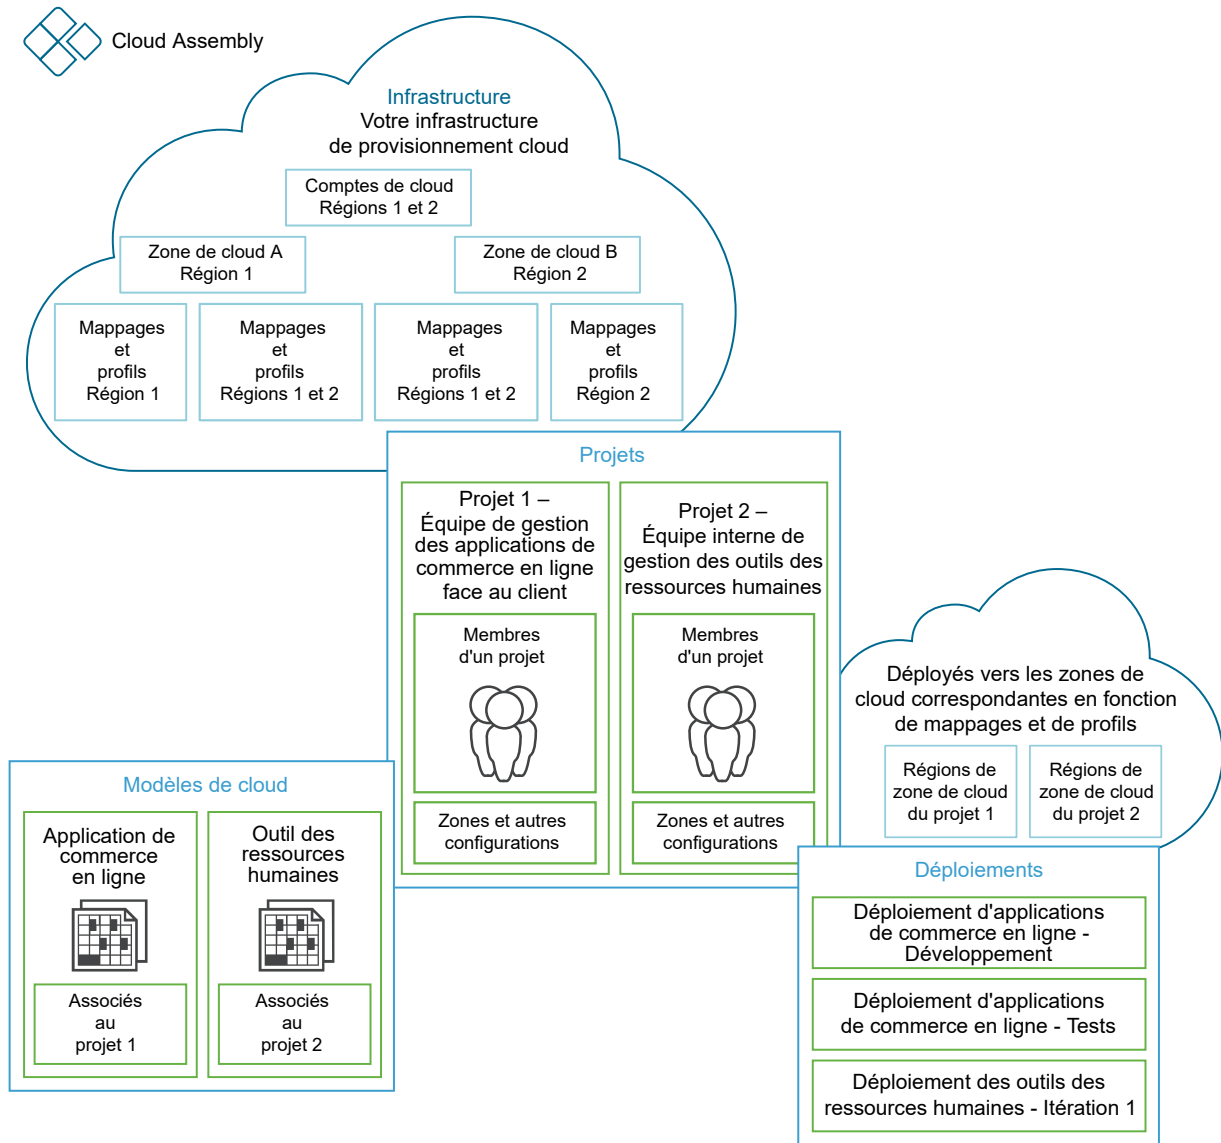 Cloud Assembly
Infrastructure
Votre infrastructure
de provisionnement cloud
Comptes de cloud
Régions 1 et 2
Zone de cloud A
Région 1
Zone de cloud B
Région 2
Mappages
et
profils
Région 1
Mappages
et
profils
Régions 1 et 2
Mappages
et
profils
Régions 1 et 2
Mappages
et
profils
Région 2
Projets
Projet 1 –
Équipe de gestion
des applications de
commerce en ligne
face au client
Membres
d'un projet
Zones et autres
configurations
Projet 2 –
Équipe interne de
gestion des outils des
ressources humaines
Membres
d'un projet
Zones et autres
configurations
Déployés vers les zones de
cloud correspondantes en fonction
de mappages et de profils
Régions de
zone de cloud
du projet 1
Régions de
zone de cloud
du projet 2
Modèles de cloud
Application de
commerce
en ligne
Associés
au
projet 1
Outil des
ressources
humaines
Associés
au
projet 2
Déploiements
Déploiement d'applications
de commerce en ligne -
Développement
Déploiement d'applications
de commerce en ligne - Tests
Déploiement des outils des
ressources humaines - Itération 1